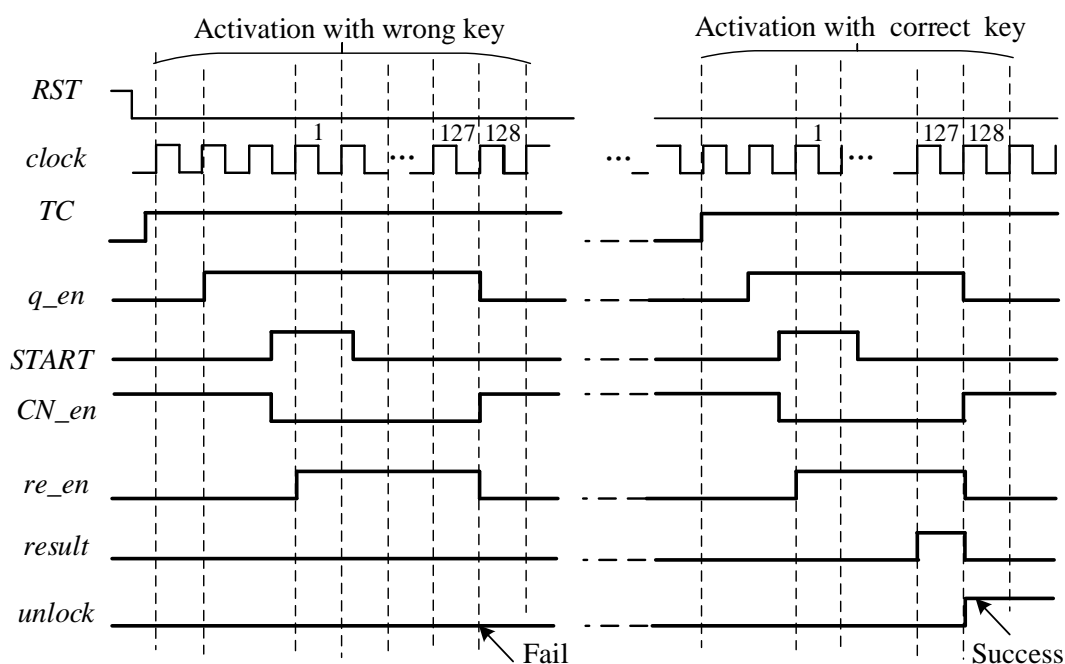 Activation with wrong key
Activation with correct key
RST
1
127
128
1
127
128
clock
...
...
...
TC
q_en
START
CN_en
re_en
result
unlock
Fail
Success